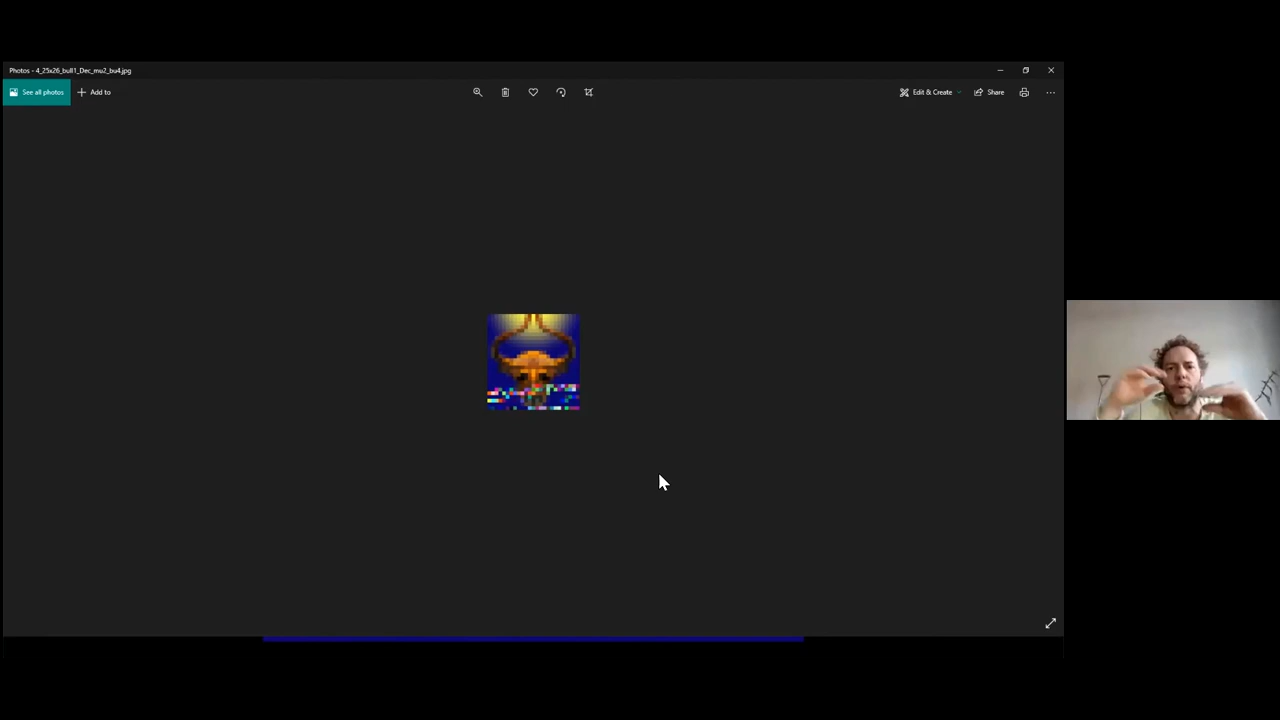 Photos - 4_25x26_bull1_Dec_mu2_bu4.jpg
See all photos
Add to
Edit & Create
Share